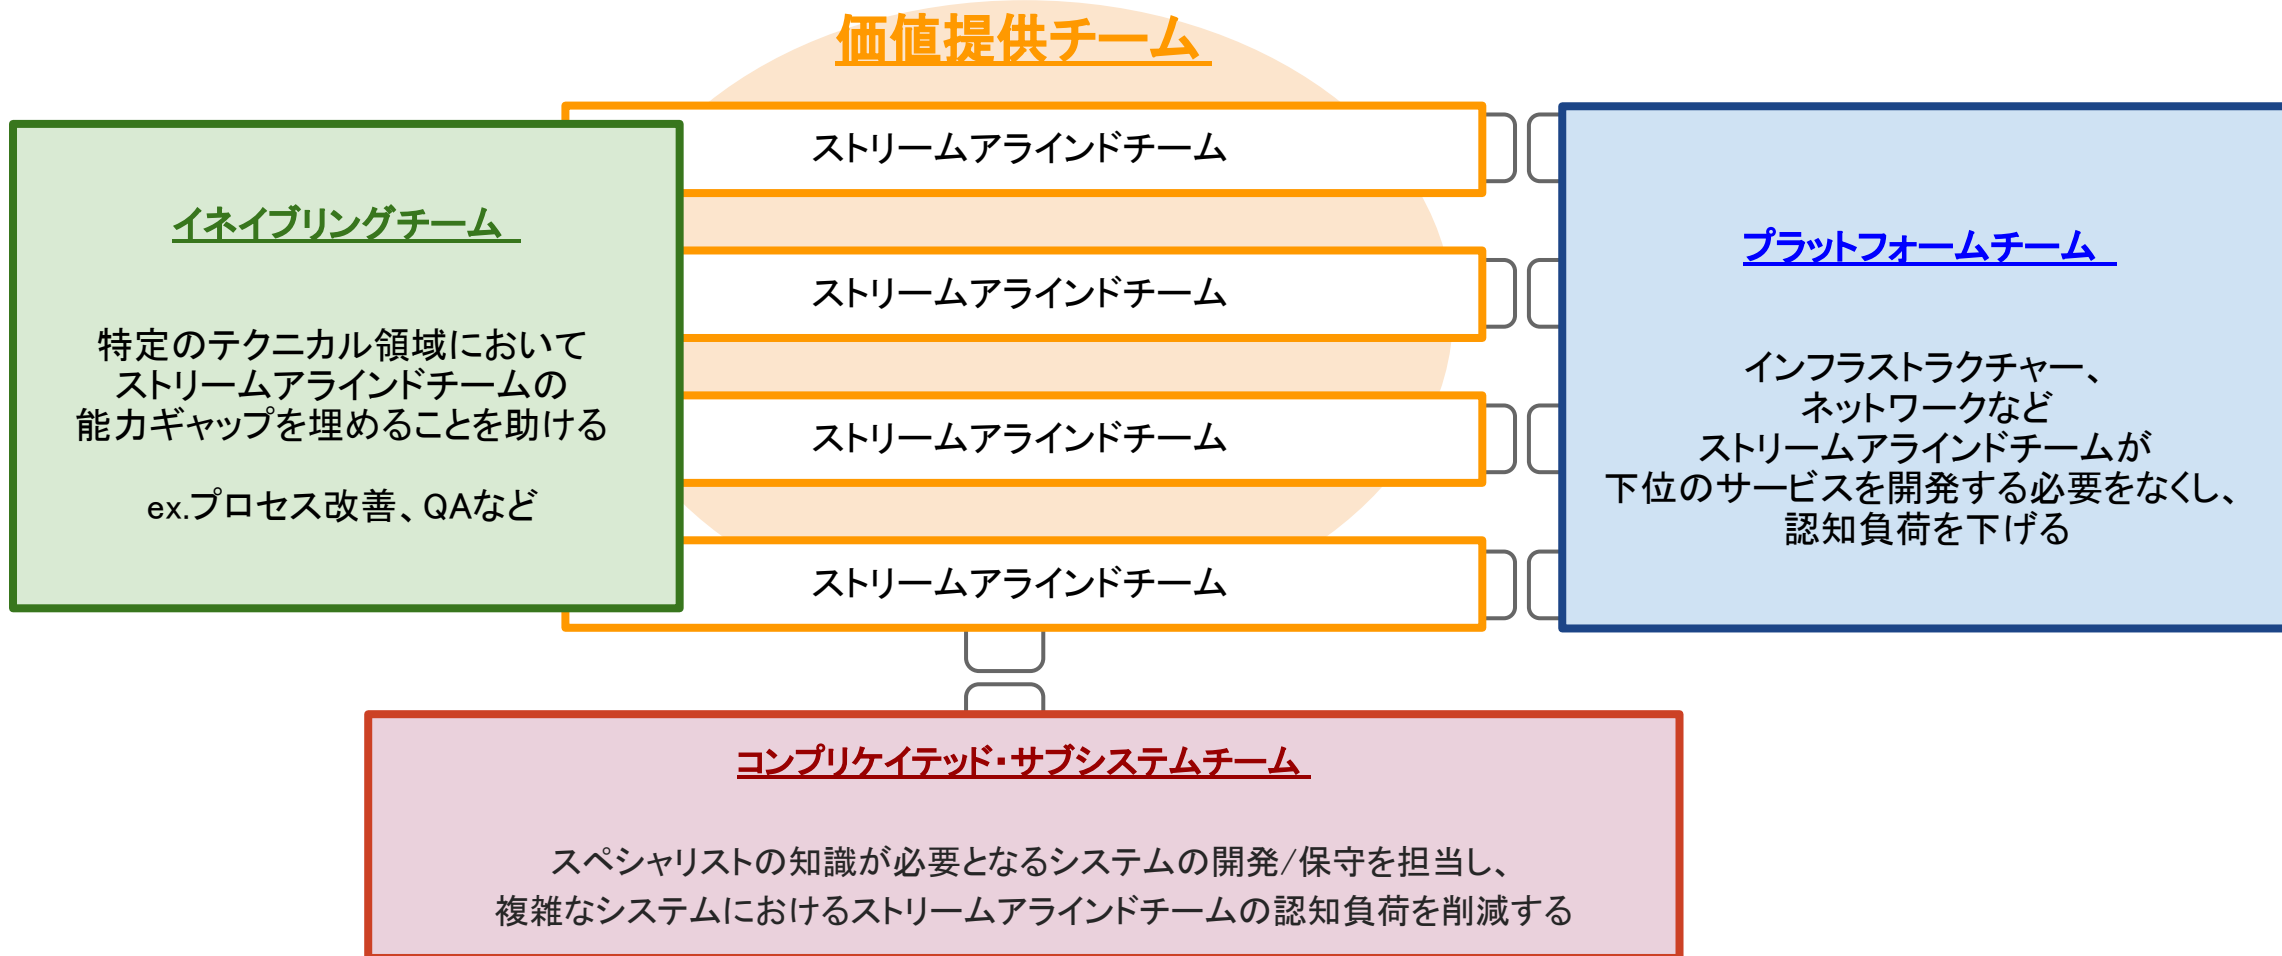 価値提供チーム
ストリームアラインドチーム
ストリームアラインドチーム
ストリームアラインドチーム
ストリームアラインドチーム
イネイブリングチーム
特定のテクニカル領域において
ストリームアラインドチームの
能力ギャップを埋めることを助ける
ex.プロセス改善、QAなど
プラットフォームチーム
インフラストラクチャー、
ネットワークなど
ストリームアラインドチームが
下位のサービスを開発する必要をなくし、
認知負荷を下げる
コンプリケイテッド・サブシステムチーム
スペシャリストの知識が必要となるシステムの開発/保守を担当し、
複雑なシステムにおけるストリームアラインドチームの認知負荷を削減する